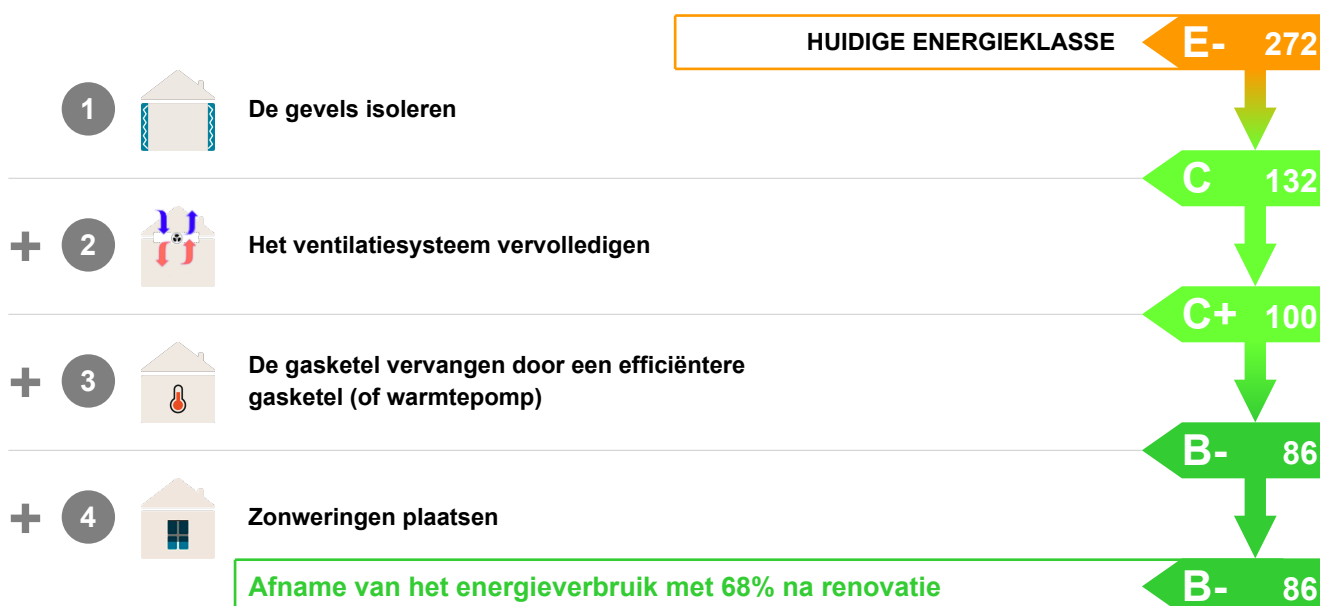 HUIDIGE ENERGIEKLASSE E- 272
1 De gevels isoleren
C 132
+ 2 Het ventilatiesysteem vervolledigen
C+ 100
+ 3 De gasketel vervangen door een efficiëntere
gasketel (of warmtepomp)
B- 86
+ 4 Zonweringen plaatsen
Afname van het energieverbruik met 68% na renovatie B- 86